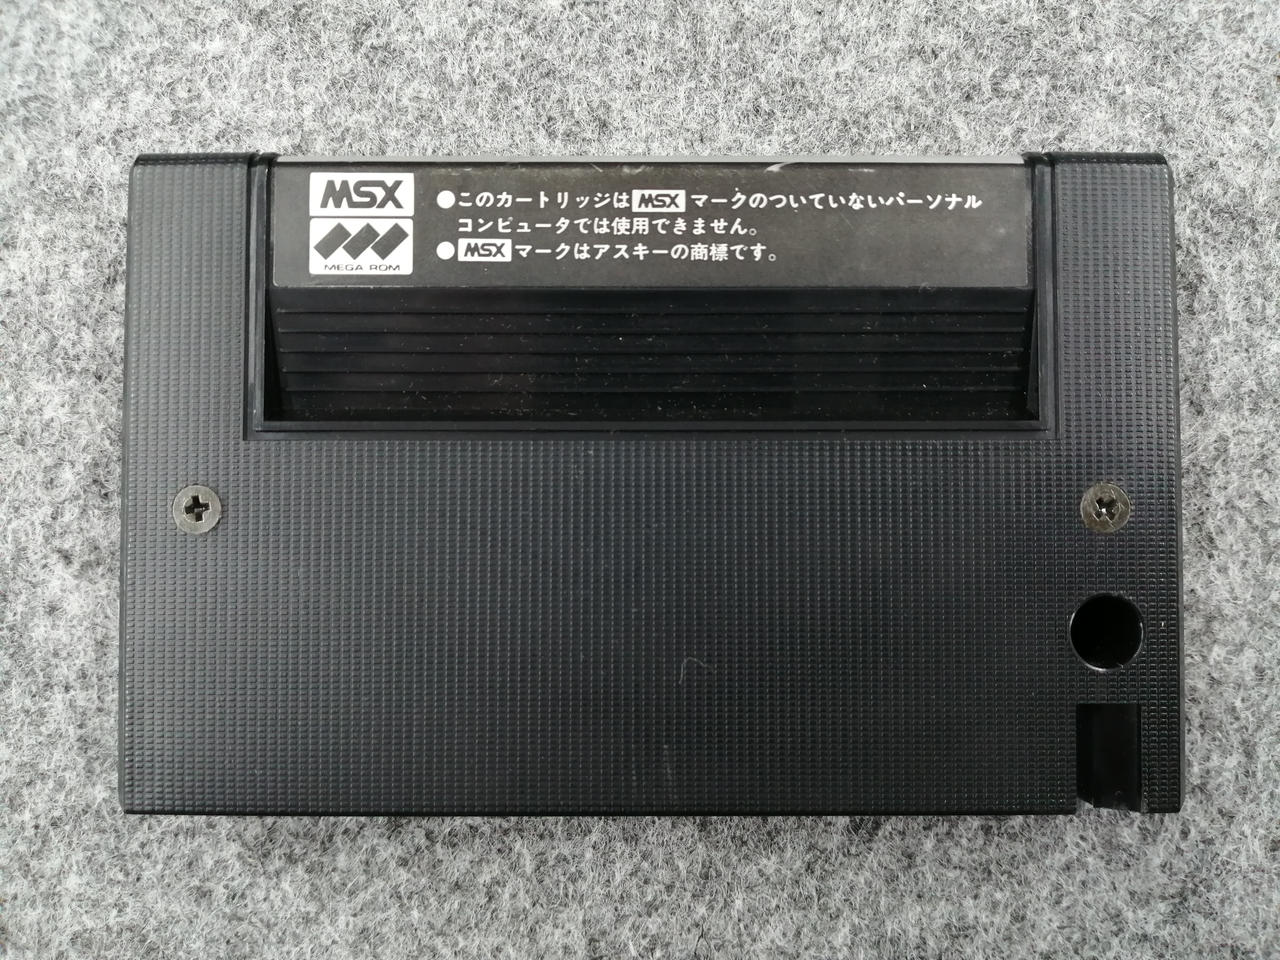 MSX
MEGA ROM
●このカートリッジはMSXマークのついていないパーソナル
コンピュータでは使用できません。
●MSXマークはアスキーの商標です。